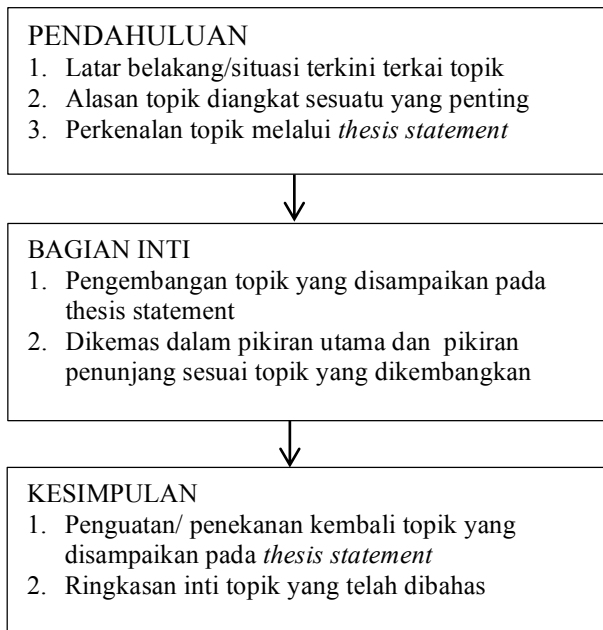 PENDAHULUAN
1. Latar belakang/situasi terkini terkai topik
2. Alasan topik diangkat sesuatu yang penting
3. Perkenalan topik melalui thesis statement
BAGIAN INTI
1. Pengembangan topik yang disampaikan pada
thesis statement
2. Dikemas dalam pikiran utama dan pikiran
penunjang sesuai topik yang dikembangkan
KESIMPULAN
1. Penguatan/ penekanan kembali topik yang
disampaikan pada thesis statement
2. Ringkasan inti topik yang telah dibahas